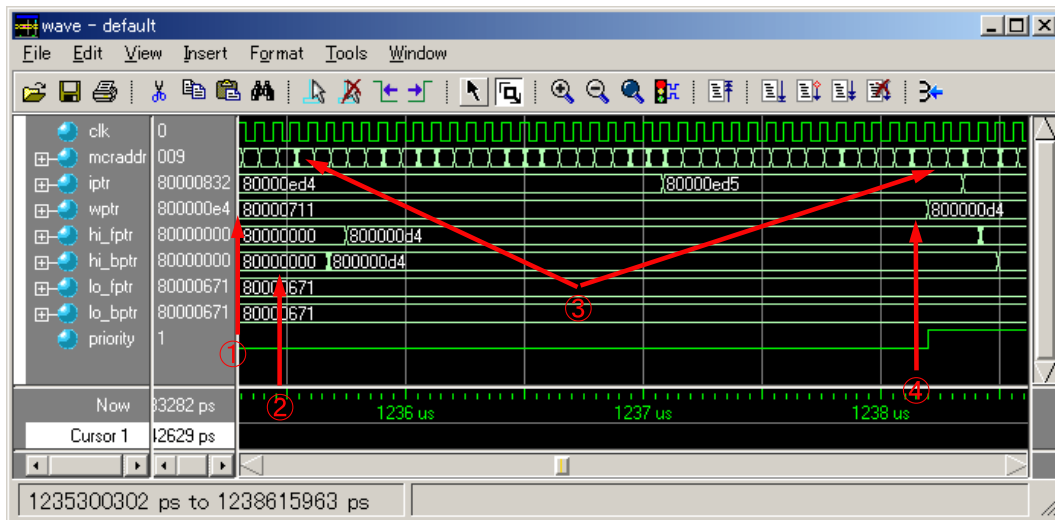 wave - default
File Edit View Insert Format Tools Window
clk 0
mcraddr 009
iptr 80000832 80000ed4 80000ed5
wptr 800000e4 80000711 800000d4
hi_fptr 80000000 80000000 800000d4
hi_bptr 80000000 80000000 800000d4
lo_fptr 80000671 80000671
lo_bptr 80000671 80000671
③
priority 1
①
②
④
Now 33282 ps 1236 us 1237 us 1238 us
Cursor 1 42629 ps
1235300302 ps to 1238615963 ps